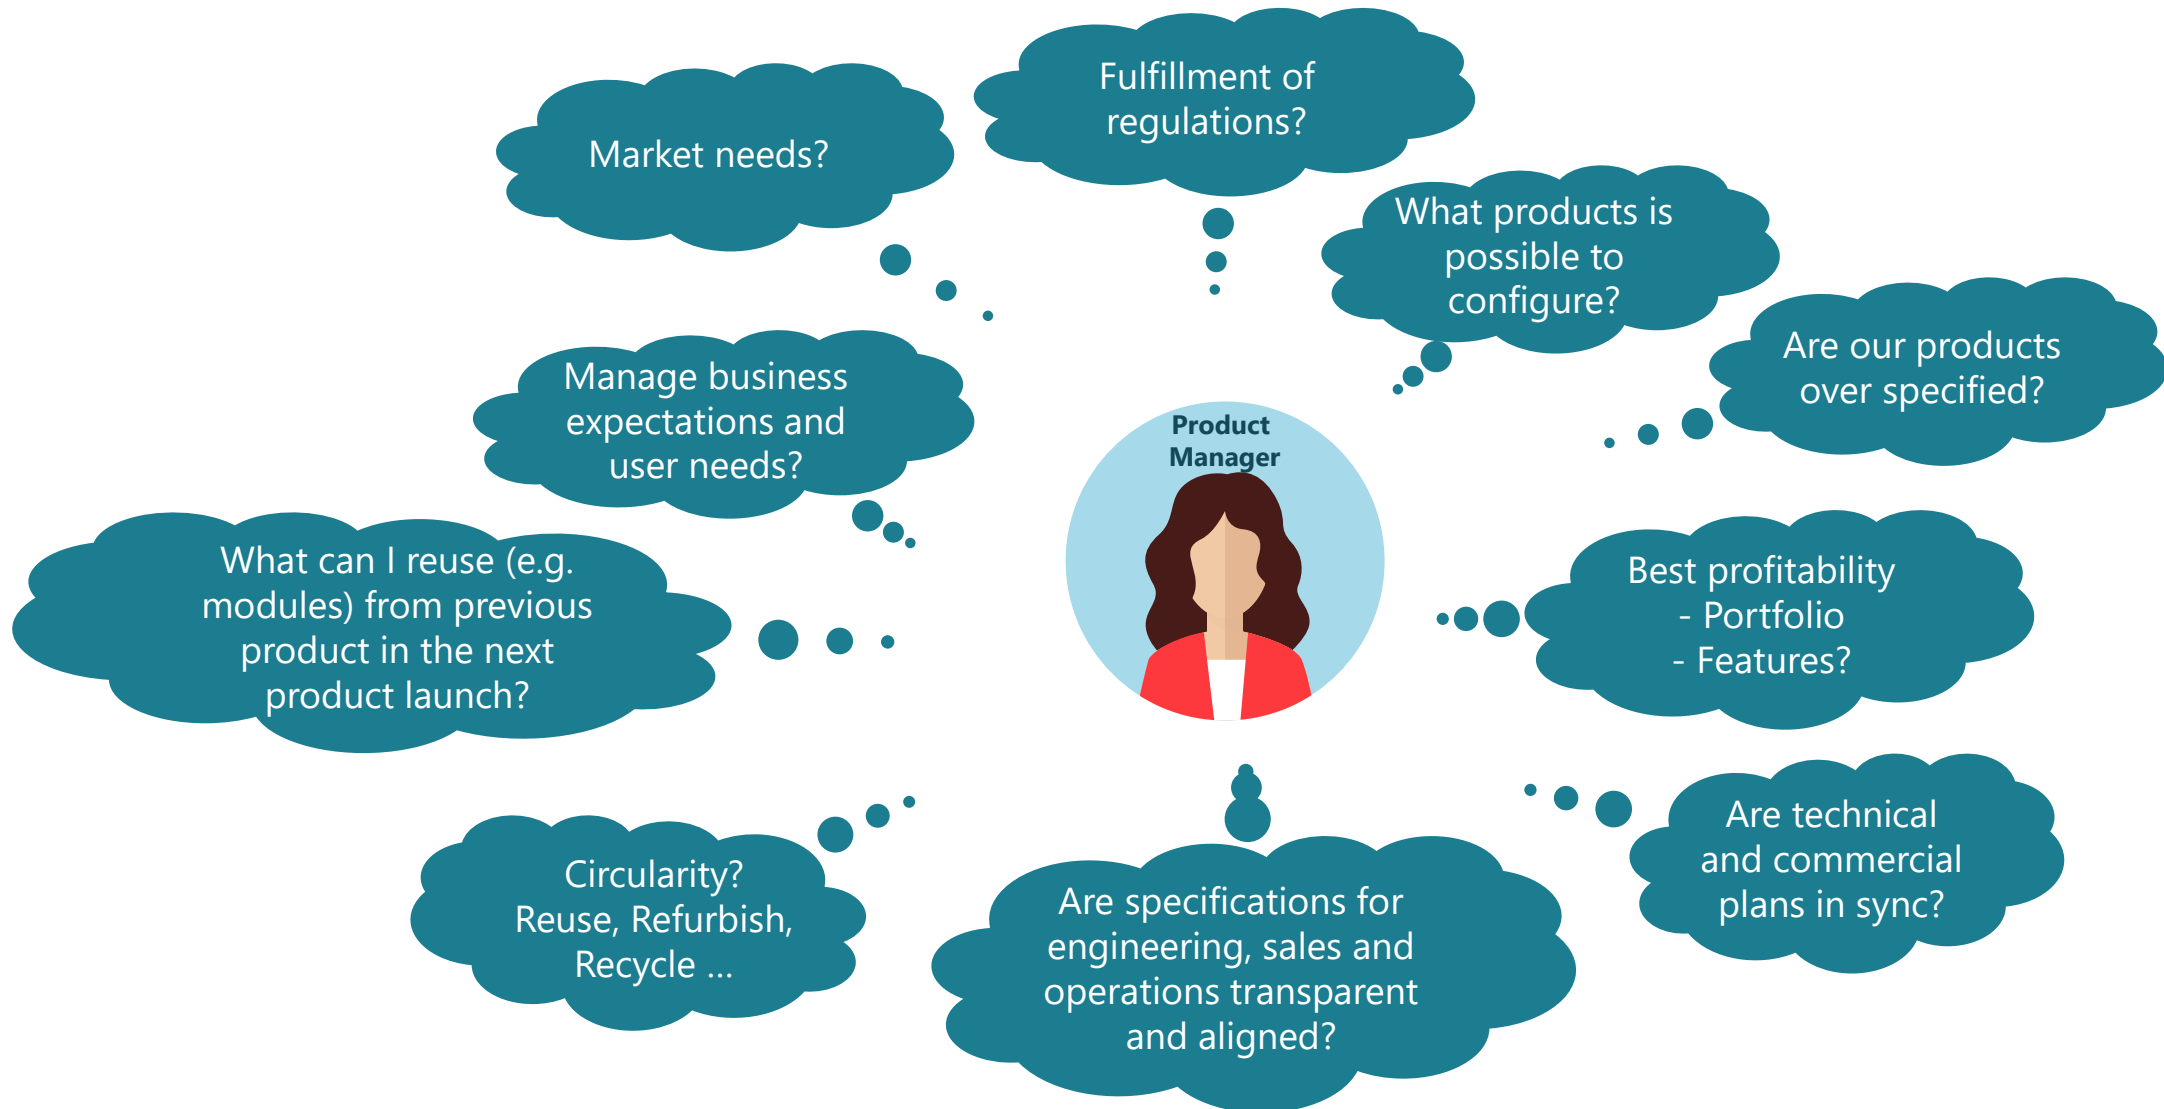 Fulfillment of
regulations?
Market needs?
What products is
possible to
configure?
Are our products
over specified?
Manage business
expectations and
user needs?
Product
Manager
What can I reuse (e.g.
modules) from previous
product in the next
product launch?
Best profitability
- Portfolio
- Features?
Are technical
and commercial
plans in sync?
Circularity?
Reuse, Refurbish,
Recycle ...
Are specifications for
engineering, sales and
operations transparent
and aligned?